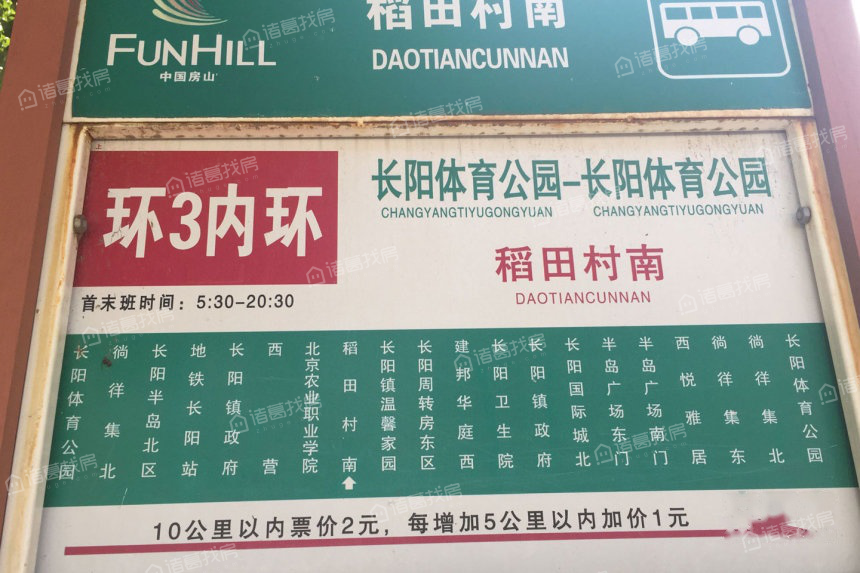 稻田村南
FUNHILL
中国房山
DAOTIANCUNNAN
环3内环
长阳体育公园-长阳体育公园
CHANGYANGTIYUGONGYUAN CHANGYANGTIYUGONGYUAN
稻田村南
DAOTIANCUNNAN
首末班时间：5:30-20:30
长阳体育公园
徜徉集北
长阳半岛北区
地铁长阳站
长阳镇政府
西营
北京农业职业学院
稻田村南
长阳镇温馨家园
长阳周转房东区
建邦华庭西
长阳卫生院
长阳镇政府
长阳国际城北
半岛广场东门
半岛广场南门
西悦雅居
徜徉集东
徜徉集北
长阳体育公园
10公里以内票价2元，每增加5公里以内加价1元
诸葛找房